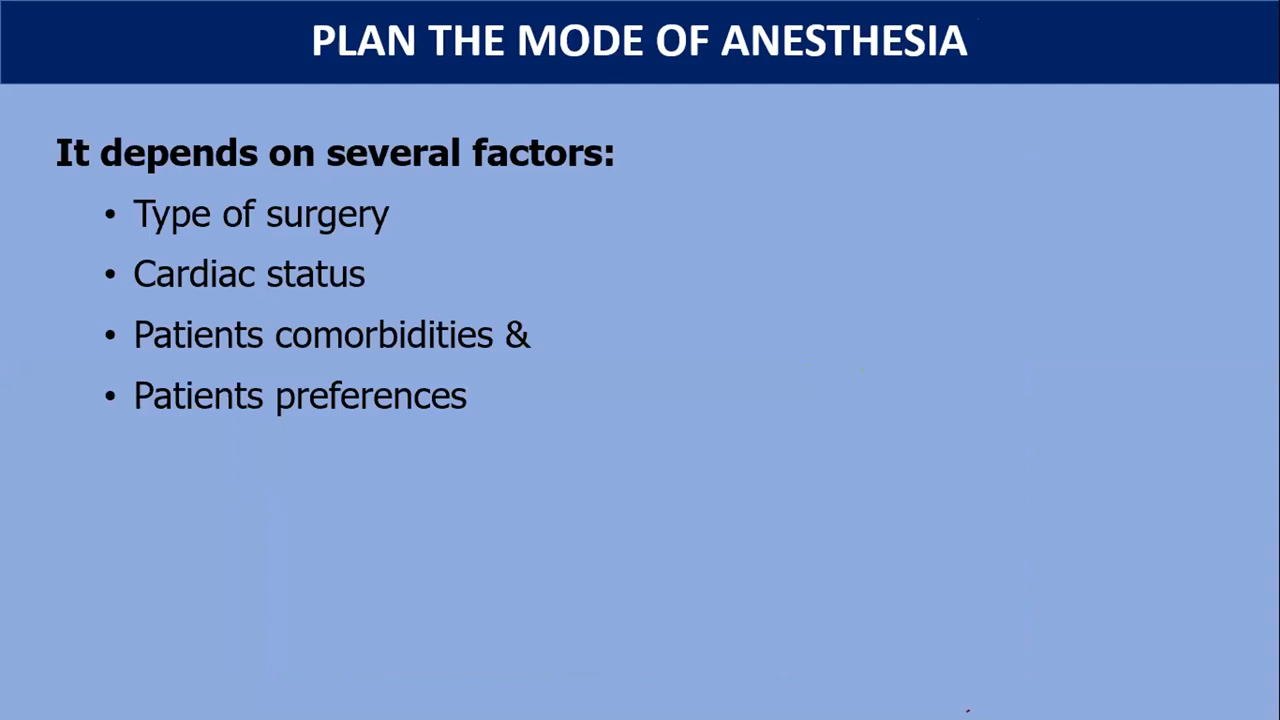 PLAN THE MODE OF ANESTHESIA
It depends on several factors:
• Type of surgery
• Cardiac status
• Patients comorbidities &
• Patients preferences